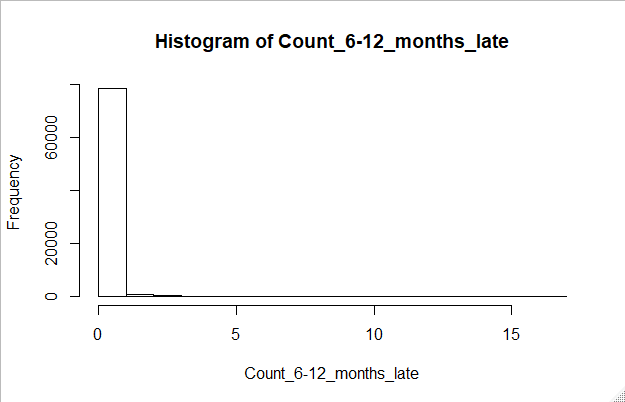 Histogram of Count_6-12_months_late
Frequency
60000
20000
0
0 5 10 15
Count_6-12_months_late